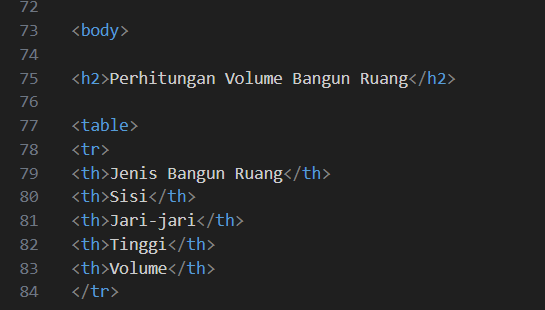 72
73 <body>
74
75 <h2>Perhitungan Volume Bangun Ruang</h2>
76
77 <table>
78 <tr>
79 <th>Jenis Bangun Ruang</th>
80 <th>Sisi</th>
81 <th>Jari-jari</th>
82 <th>Tinggi</th>
83 <th>Volume</th>
84 </tr>